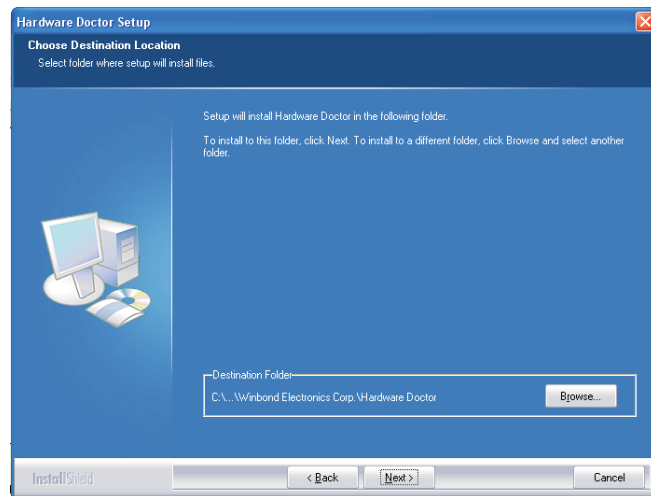 Hardware Doctor Setup
Choose Destination Location
Select folder where setup will install files.
Setup will install Hardware Doctor in the following folder.
To install to this folder, click Next. To install to a different folder, click Browse and select another
folder.
Destination Folder
C:\...\Winbond Electronics Corp.\Hardware Doctor
Browse...
InstallShield
< Back
Next >
Cancel